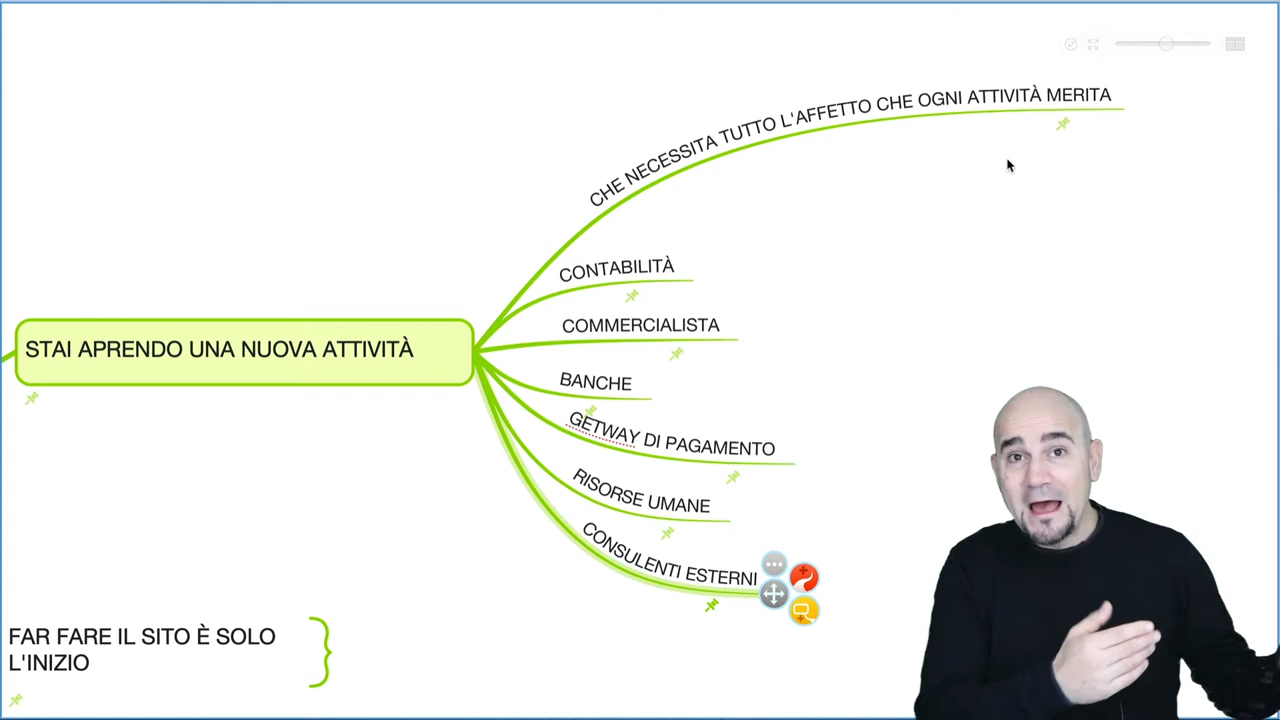 CHE NECESSITA TUTTO L'AFFETTO CHE OGNI ATTIVITÀ MERITA
CONTABILITÀ
COMMERCIALISTA
STAI APRENDO UNA NUOVA ATTIVITÀ
BANCHE
GETWAY DI PAGAMENTO
RISORSE UMANE
CONSULENTI ESTERNI
FAR FARE IL SITO È SOLO
L'INIZIO